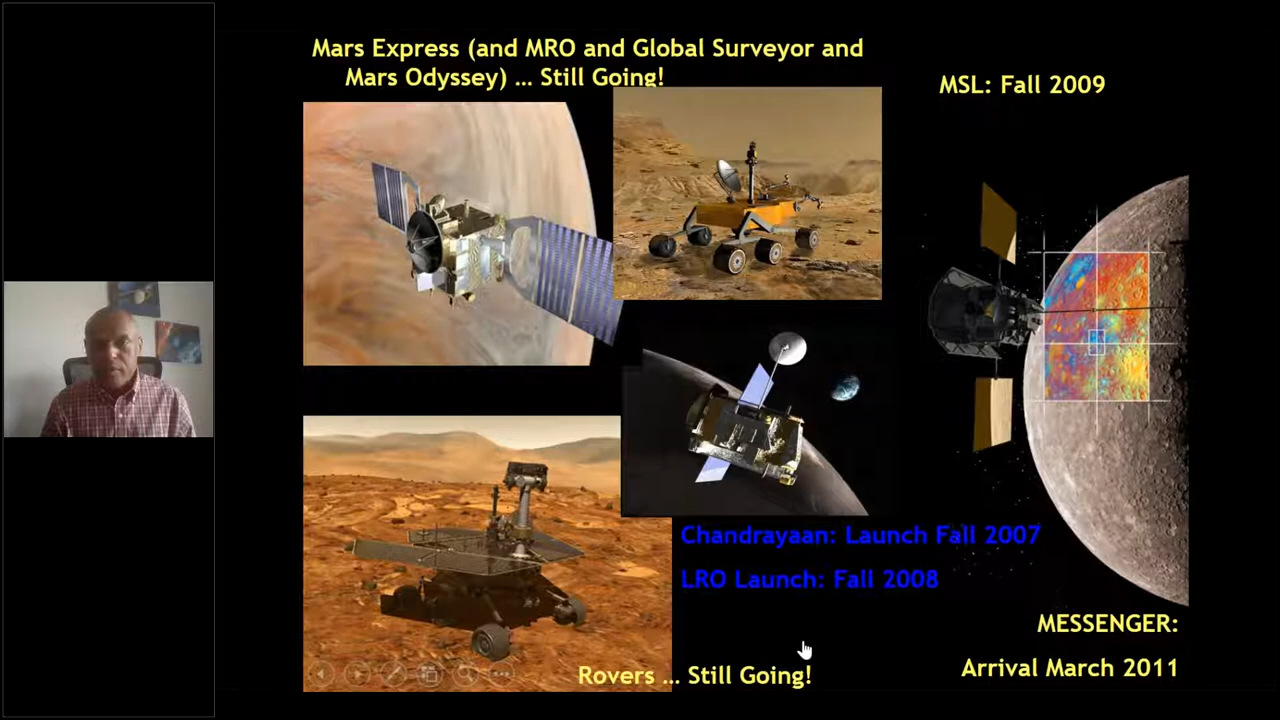 Mars Express (and MRO and Global Surveyor and
Mars Odyssey) … Still Going!
MSL: Fall 2009
Chandrayaan: Launch Fall 2007
LRO Launch: Fall 2008
MESSENGER:
Arrival March 2011
Rovers … Still Going!